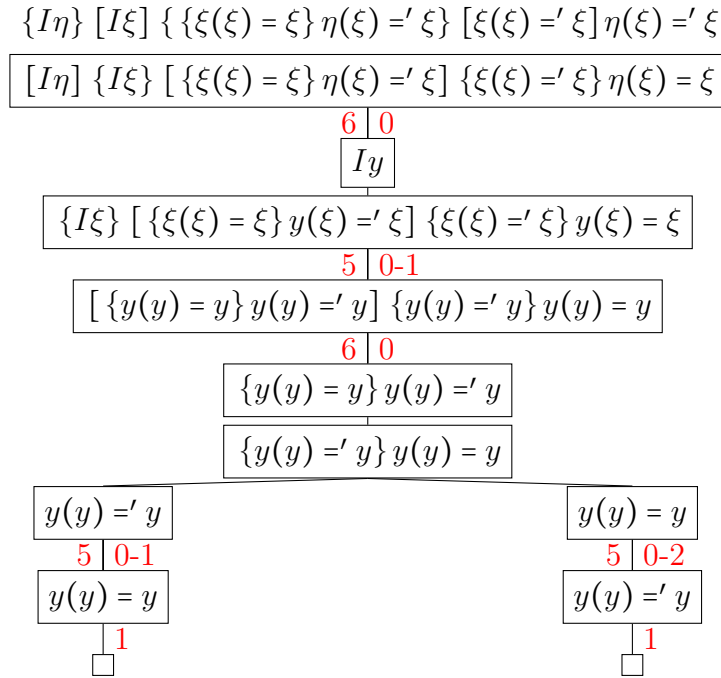 {Iη} [Iξ] { {ξ(ξ) = ξ} η(ξ) =′ ξ} [ξ(ξ) =′ ξ] η(ξ) =′ ξ
[Iη] {Iξ} [ {ξ(ξ) = ξ} η(ξ) =′ ξ] {ξ(ξ) =′ ξ} η(ξ) = ξ
6 0
Iy
{Iξ} [ {ξ(ξ) = ξ} y(ξ) =′ ξ] {ξ(ξ) =′ ξ} y(ξ) = ξ
5 0-1
[ {y(y) = y} y(y) =′ y] {y(y) =′ y} y(y) = y
6 0
{y(y) = y} y(y) =′ y
{y(y) =′ y} y(y) = y
y(y) =′ y y(y) = y
5 0-1 5 0-2
y(y) = y y(y) =′ y
1 1